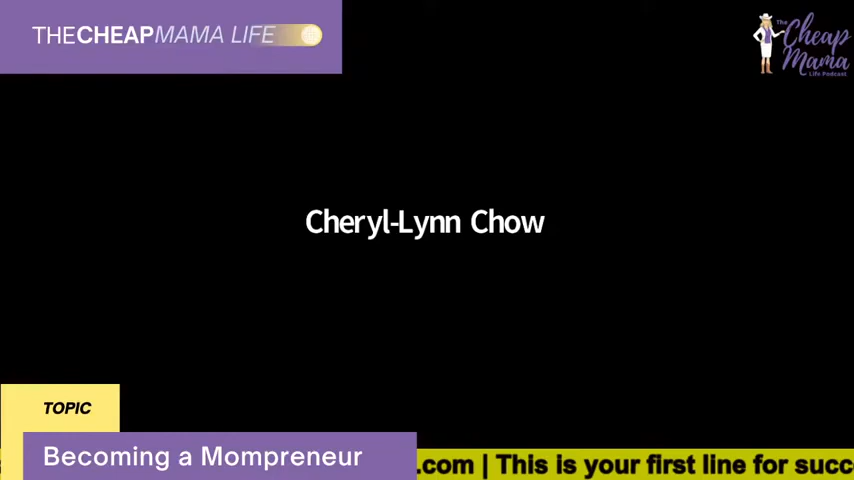 THECHEAPMAMA LIFE
The
Cheap
Mama
Life Podcast
Cheryl-Lynn Chow
TOPIC
Becoming a Mompreneur
.com | This is your first line for succ